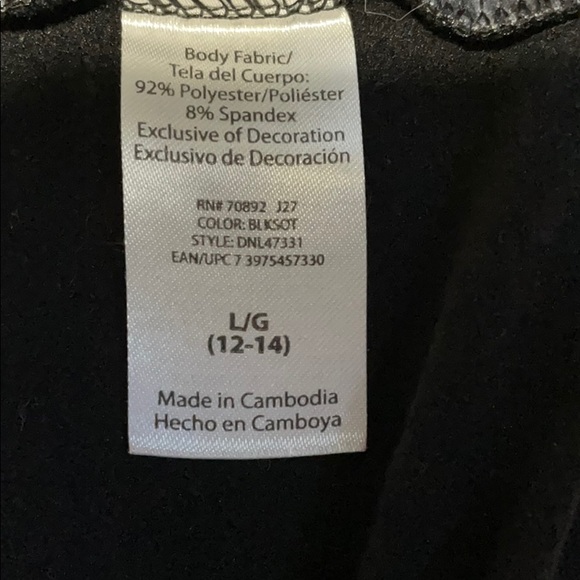 Body Fabric/
Tela del Cuerpo:
92% Polyester/Poliéster
8% Spandex
Exclusive of Decoration
Exclusivo de Decoración
RN# 70892 J27
COLOR: BLKSOT
STYLE: DNL47331
EAN/UPC 7 3975457330
L/G
(12-14)
Made in Cambodia
Hecho en Camboya